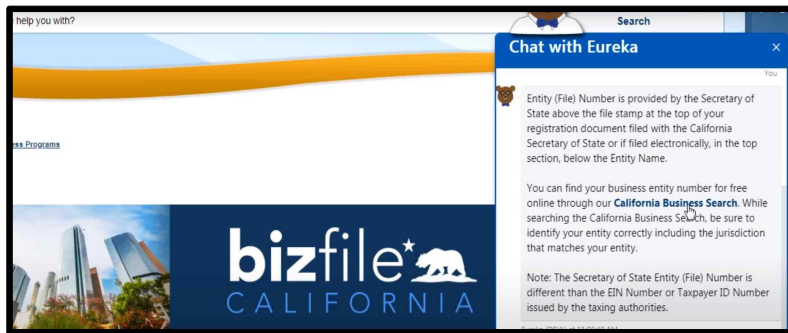 help you with?
Search
ess Programs
bizfile
CALIFORNIA
Chat with Eureka
×
You
Entity (File) Number is provided by the Secretary of
State above the file stamp at the top of your
registration document filed with the California
Secretary of State or if filed electronically, in the top
section, below the Entity Name.
You can find your business entity number for free
online through our California Business Search. While
searching the California Business Search, be sure to
identify your entity correctly including the jurisdiction
that matches your entity.
Note: The Secretary of State Entity (File) Number is
different than the EIN Number or Taxpayer ID Number
issued by the taxing authorities.